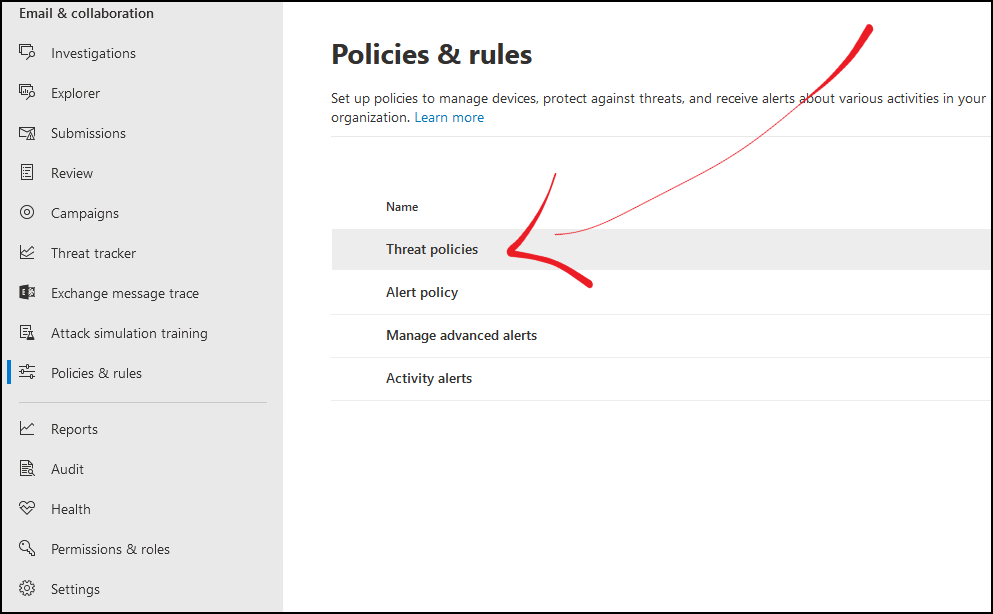 Email & collaboration
Investigations
Explorer
Submissions
Review
Campaigns
Threat tracker
Exchange message trace
Attack simulation training
Policies & rules
Reports
Audit
Health
Permissions & roles
Settings
Policies & rules
Set up policies to manage devices, protect against threats, and receive alerts about various activities in your
organization. Learn more
Name
Threat policies
Alert policy
Manage advanced alerts
Activity alerts